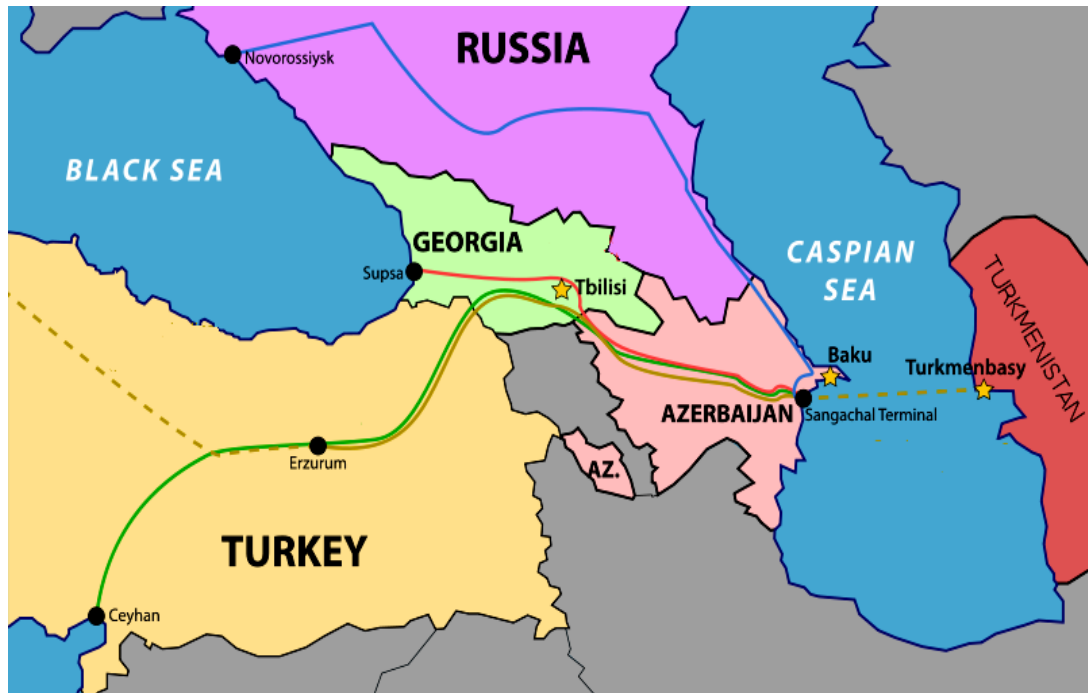 RUSSIA
Novorossiysk
BLACK SEA
GEORGIA
Supsa
Tbilisi
CASPIAN
SEA
TURKMENISTAN
Baku
Turkmenbasy
AZERBAIJAN
Sangachal Terminal
Erzurum
AZ.
TURKEY
Ceyhan